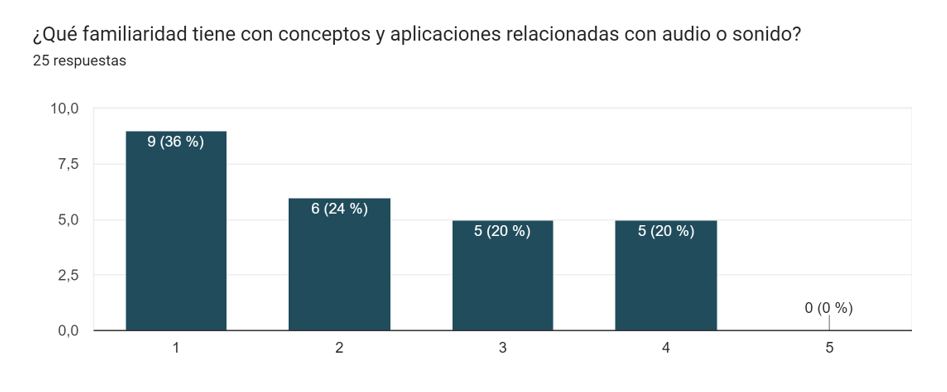 ¿Qué familiaridad tiene con conceptos y aplicaciones relacionadas con audio o sonido?
25 respuestas
10,0
7,5
5,0
2,5
0,0
9 (36 %)
6 (24 %)
5 (20 %)
5 (20 %)
0 (0 %)
1
2
3
4
5